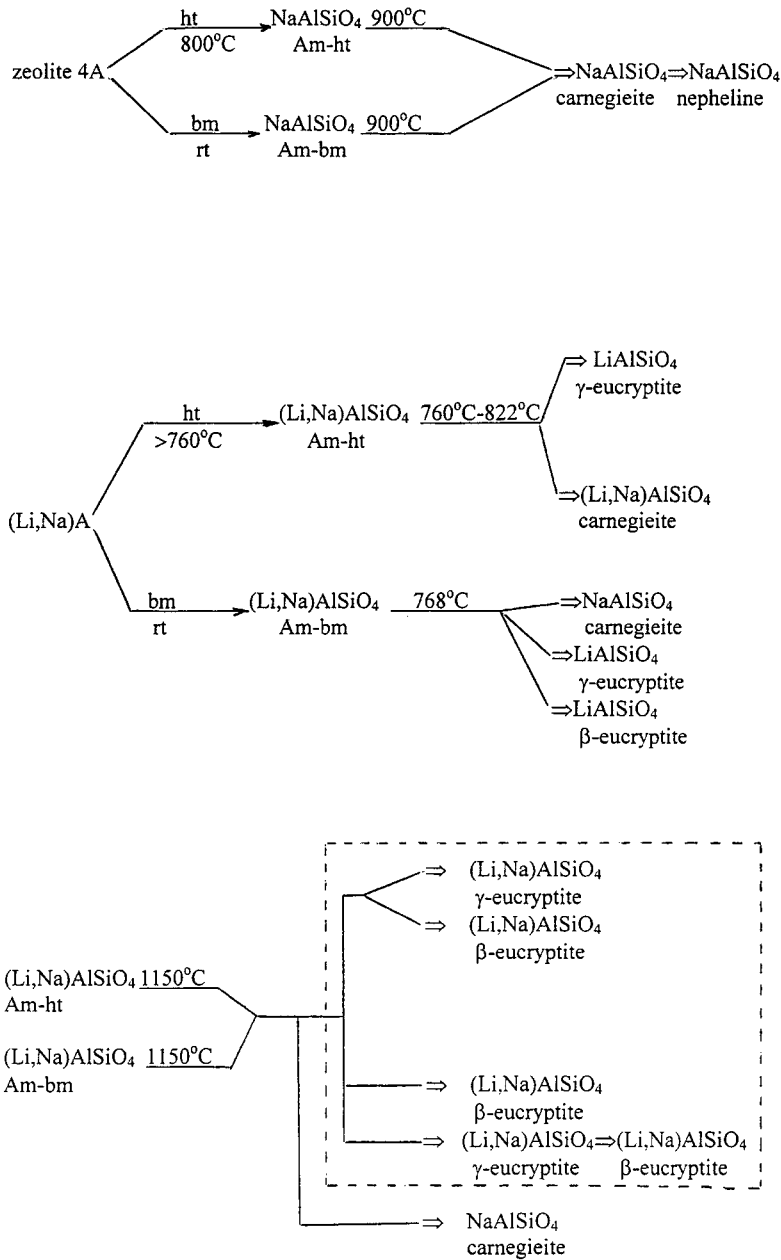 ht NaAlSiO4 900°C
800°C Am-ht
zeolite 4A
⇒NaAlSiO4⇒NaAlSiO4
carnegieite nepheline
bm NaAlSiO4 900°C
rt Am-bm
⇒ LiAlSiO4
γ-eucryptite
ht (Li,Na)AlSiO4 760°C-822°C
>760°C Am-ht
⇒(Li,Na)AlSiO4
carnegieite
(Li,Na)A
bm (Li,Na)AlSiO4 768°C
rt Am-bm
⇒NaAlSiO4
carnegieite
⇒LiAlSiO4
γ-eucryptite
⇒LiAlSiO4
β-eucryptite
⇒ (Li,Na)AlSiO4
γ-eucryptite
⇒ (Li,Na)AlSiO4
β-eucryptite
(Li,Na)AlSiO4 1150°C
Am-ht
(Li,Na)AlSiO4 1150°C
Am-bm
⇒ (Li,Na)AlSiO4
β-eucryptite
⇒ (Li,Na)AlSiO4⇒(Li,Na)AlSiO4
γ-eucryptite β-eucryptite
⇒ NaAlSiO4
carnegieite